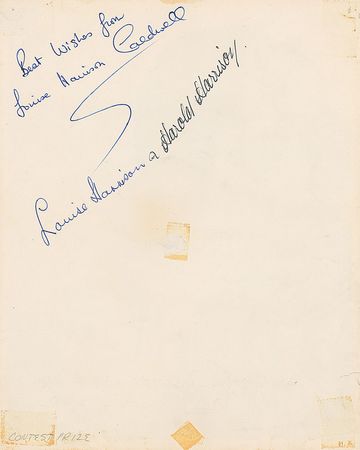 Best Wishes from
Louise Harrison Caldwell
Louise Harrison & Harold Harrison.
CONTEST PRIZE